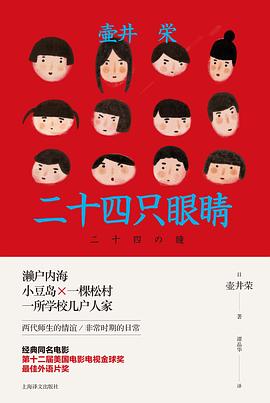 壶井 栄
二十四只眼睛
二十四の瞳
濑户内海
小豆岛×一棵松村
一所学校几户人家
两代师生的情谊/非常时期的日常
经典同名电影
第十二届美国电影电视金球奖
最佳外语片奖
上海译文出版社
日
壶井荣
著
谭晶华
译